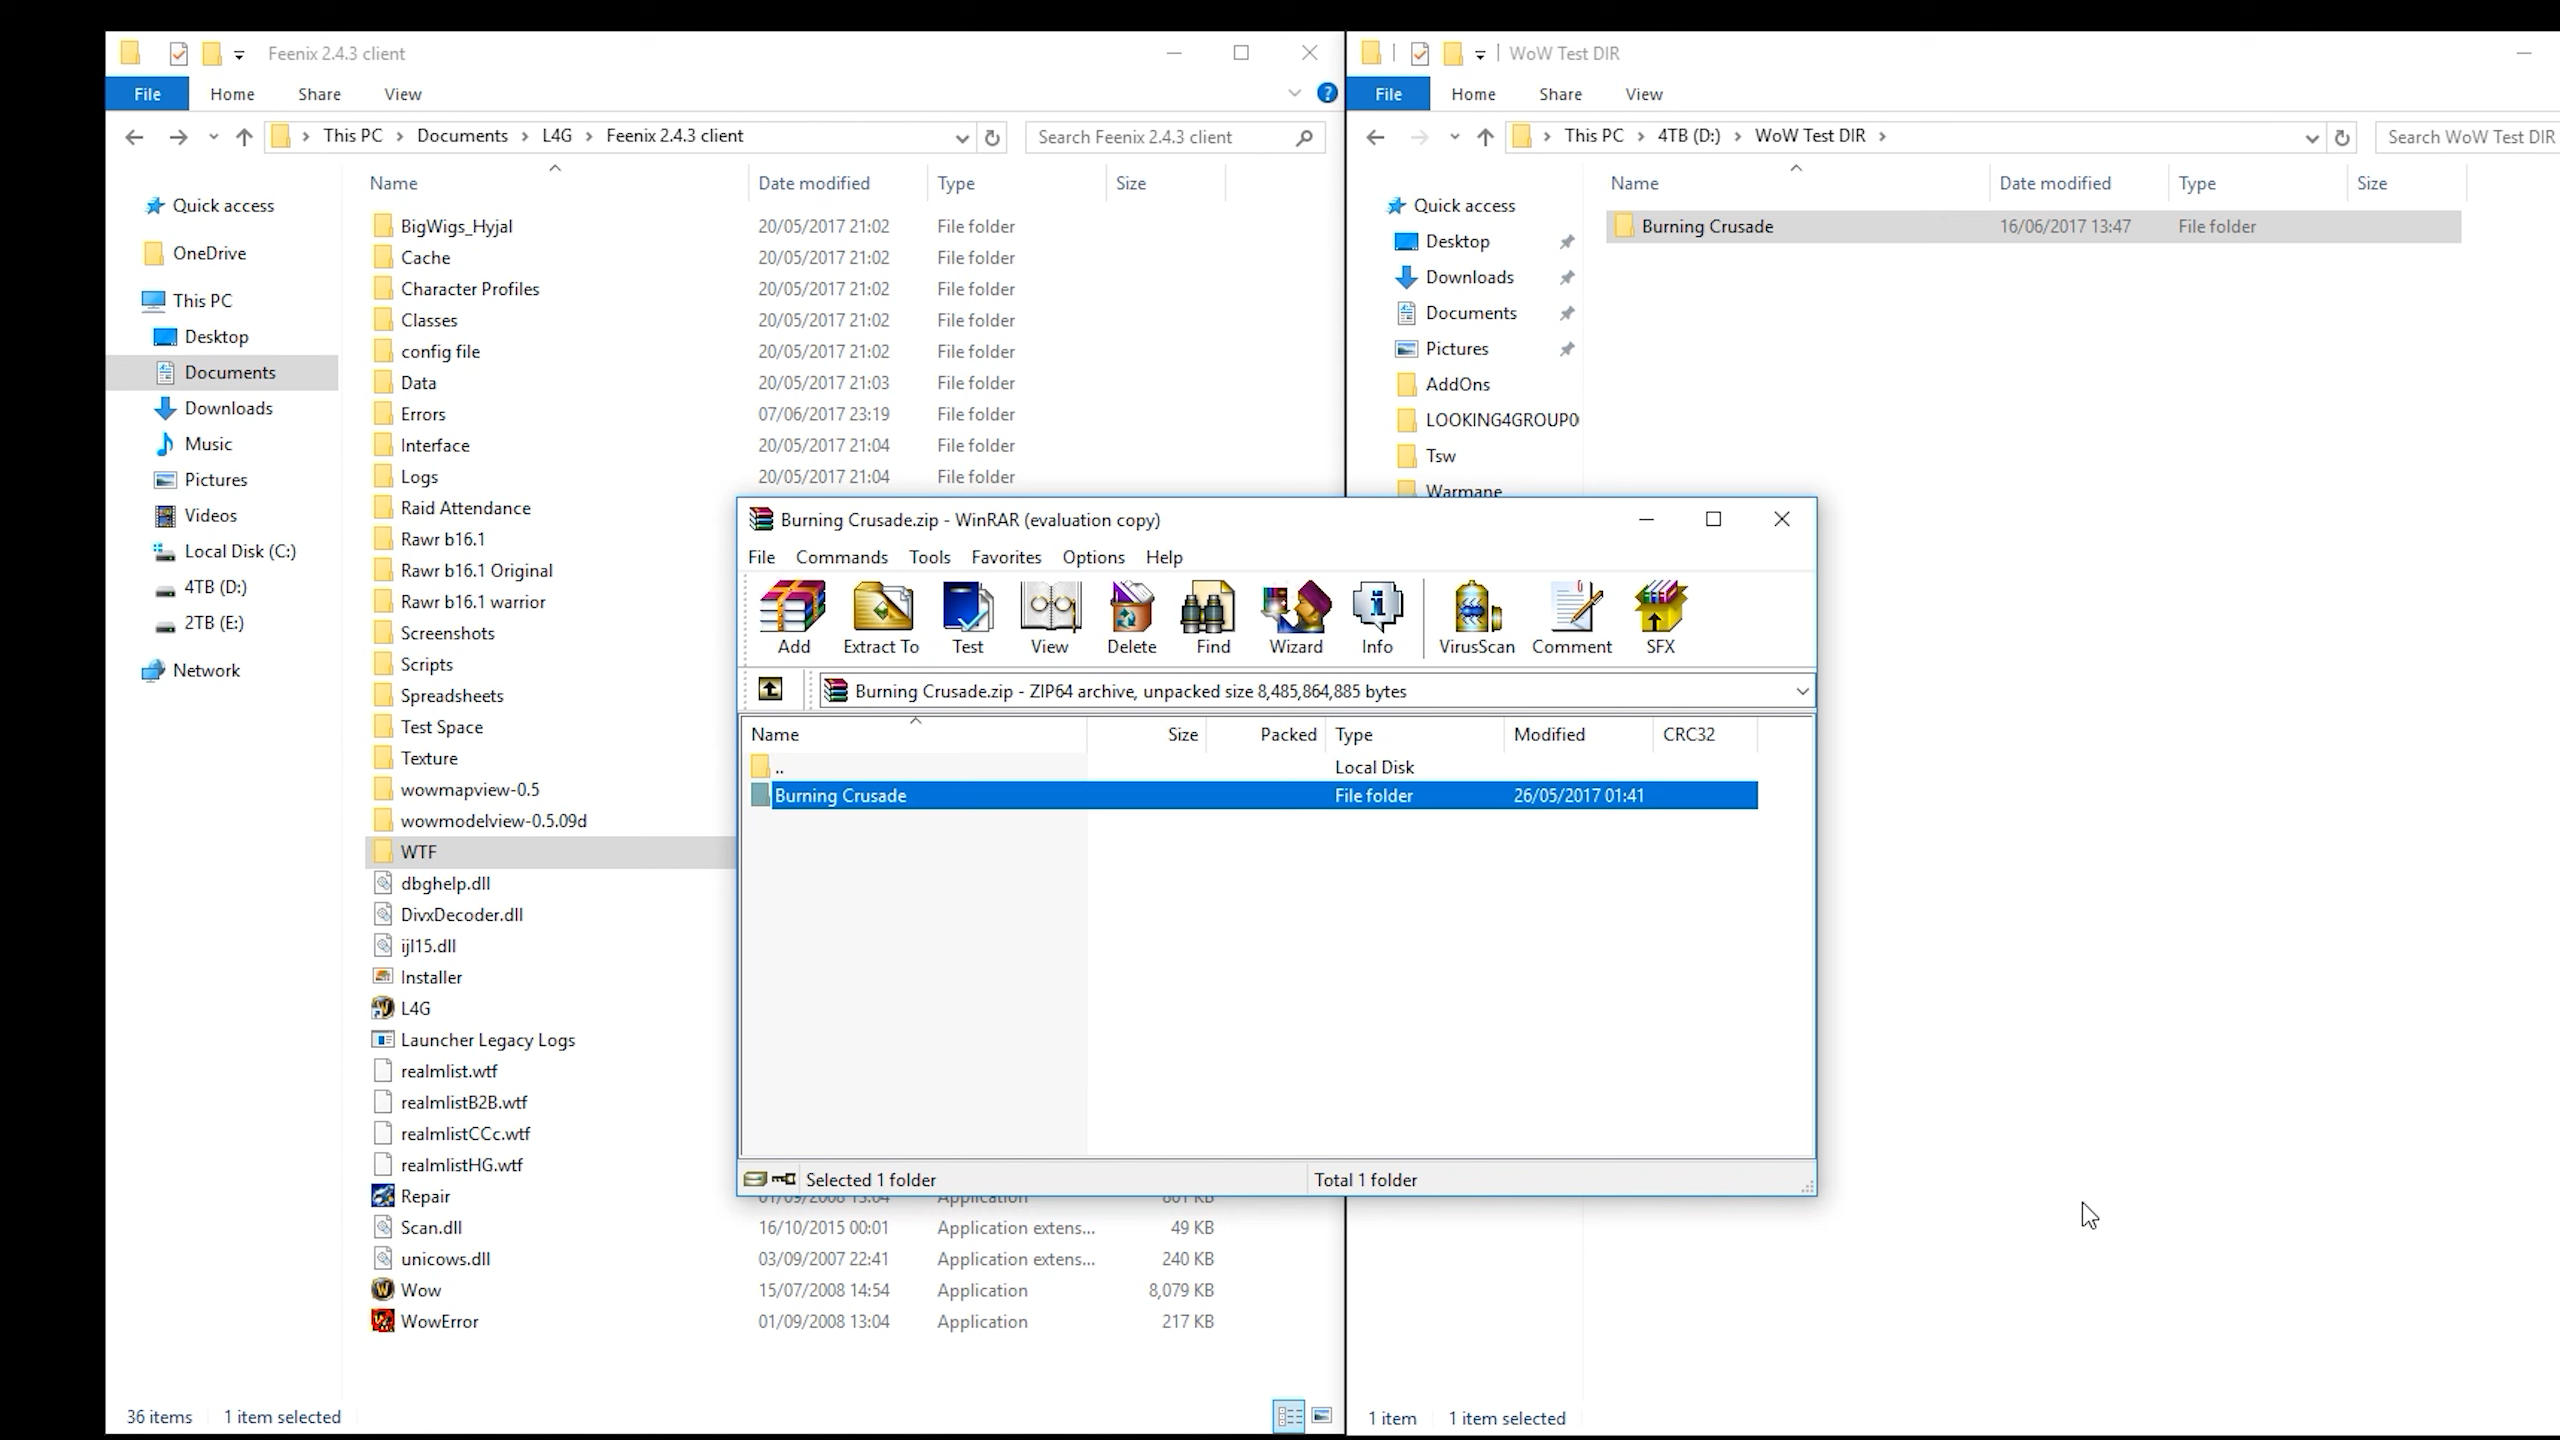 Feenix 2.4.3 client
File Home Share View
This PC Documents L4G Feenix 2.4.3 client
Search Feenix 2.4.3 client
Name Date modified Type Size
Quick access
OneDrive
This PC
Desktop
Documents
Downloads
Music
Pictures
Videos
Local Disk (C:)
4TB (D:)
2TB (E:)
Network
BigWigs_Hyjal 20/05/2017 21:02 File folder
Cache 20/05/2017 21:02 File folder
Character Profiles 20/05/2017 21:02 File folder
Classes 20/05/2017 21:02 File folder
config file 20/05/2017 21:02 File folder
Data 20/05/2017 21:03 File folder
Errors 07/06/2017 23:19 File folder
Interface 20/05/2017 21:04 File folder
Logs 20/05/2017 21:04 File folder
Raid Attendance
Rawr b16.1
Rawr b16.1 Original
Rawr b16.1 warrior
Screenshots
Scripts
Spreadsheets
Test Space
Texture
wowmapview-0.5
wowmodelview-0.5.09d
WTF
dbghelp.dll
DivxDecoder.dll
ijl15.dll
Installer
L4G
Launcher Legacy Logs
realmlist.wtf
realmlistB2B.wtf
realmlistCCc.wtf
realmlistHG.wtf
Repair 01/09/2008 13:04 Application 801 KB
Scan.dll 16/10/2015 00:01 Application extens... 49 KB
unicows.dll 03/09/2007 22:41 Application extens... 240 KB
Wow 15/07/2008 14:54 Application 8,079 KB
WowError 01/09/2008 13:04 Application 217 KB
36 items 1 item selected
WoW Test DIR
File Home Share View
This PC 4TB (D:) WoW Test DIR
Search WoW Test DIR
Name Date modified Type Size
Burning Crusade 16/06/2017 13:47 File folder
Quick access
Desktop
Downloads
Documents
Pictures
AddOns
LOOKING4GROUP0
Tsw
Warmane
1 item 1 item selected
Burning Crusade.zip - WinRAR (evaluation copy)
File Commands Tools Favorites Options Help
Add Extract To Test View Delete Find Wizard Info VirusScan Comment SFX
Burning Crusade.zip - ZIP64 archive, unpacked size 8,485,864,885 bytes
Name Size Packed Type Modified CRC32
.. Local Disk
Burning Crusade File folder 26/05/2017 01:41
Selected 1 folder Total 1 folder